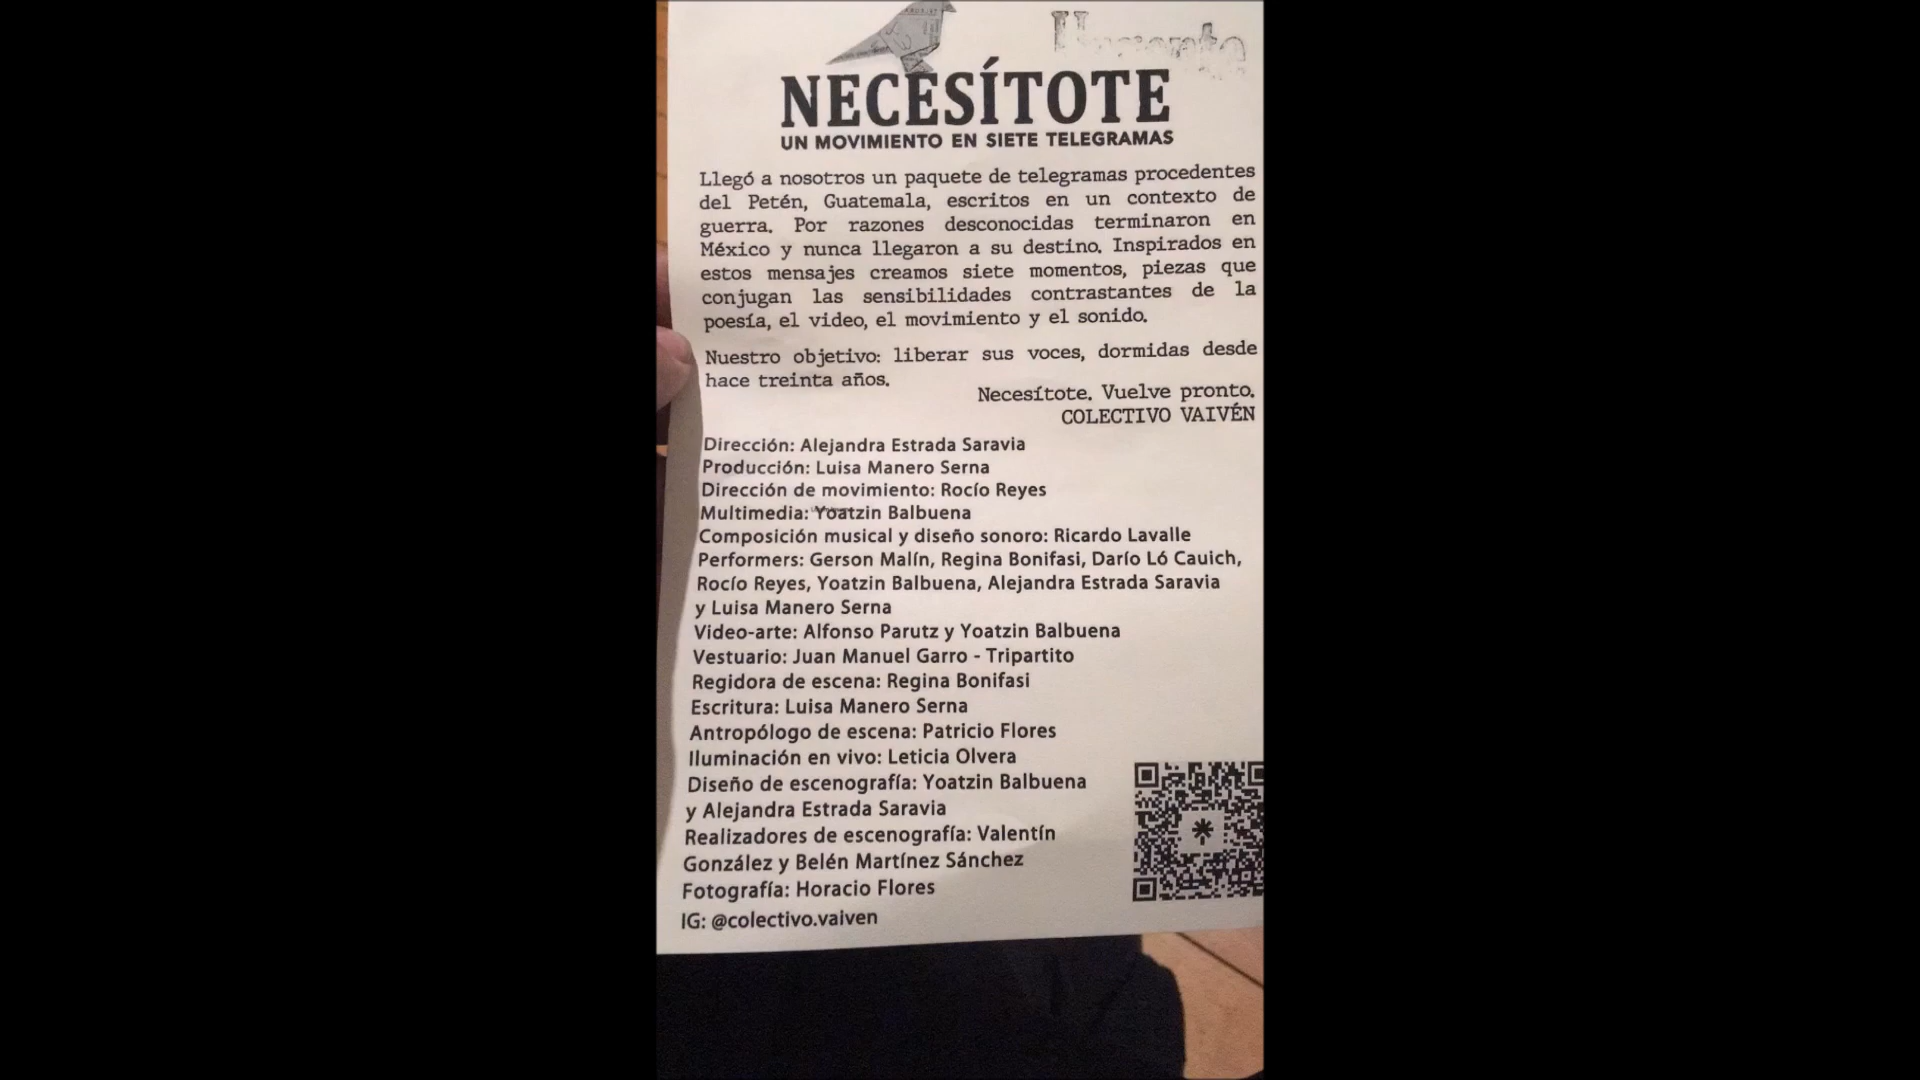 NECESÍTOTE
UN MOVIMIENTO EN SIETE TELEGRAMAS
Llegó a nosotros un paquete de telegramas procedentes
del Petén, Guatemala, escritos en un contexto de
guerra. Por razones desconocidas terminaron en
México y nunca llegaron a su destino. Inspirados en
estos mensajes creamos siete momentos, piezas que
conjugan las sensibilidades contrastantes de la
poesía, el video, el movimiento y el sonido.
Nuestro objetivo: liberar sus voces, dormidas desde
hace treinta años.
Necesítote. Vuelve pronto.
COLECTIVO VAIVÉN
Dirección: Alejandra Estrada Saravia
Producción: Luisa Manero Serna
Dirección de movimiento: Rocío Reyes
Multimedia: Yoatzin Balbuena
Composición musical y diseño sonoro: Ricardo Lavalle
Performers: Gerson Malín, Regina Bonifasi, Darío Ló Cauich,
Rocío Reyes, Yoatzin Balbuena, Alejandra Estrada Saravia
y Luisa Manero Serna
Video-arte: Alfonso Parutz y Yoatzin Balbuena
Vestuario: Juan Manuel Garro - Tripartito
Regidora de escena: Regina Bonifasi
Escritura: Luisa Manero Serna
Antropólogo de escena: Patricio Flores
Iluminación en vivo: Leticia Olvera
Diseño de escenografía: Yoatzin Balbuena
y Alejandra Estrada Saravia
Realizadores de escenografía: Valentín
González y Belén Martínez Sánchez
Fotografía: Horacio Flores
IG: @colectivo.vaiven